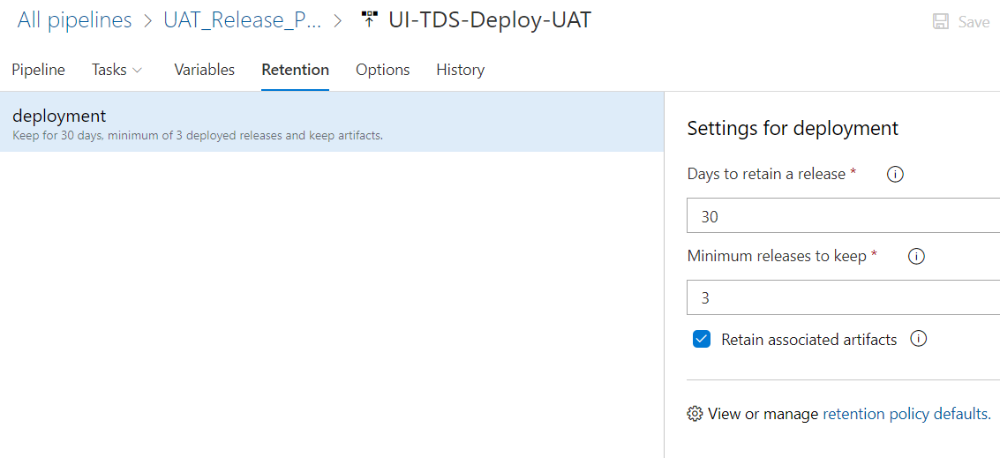 All pipelines > UAT_Release_P... > UI-TDS-Deploy-UAT Save
Pipeline Tasks Variables Retention Options History
deployment
Keep for 30 days, minimum of 3 deployed releases and keep artifacts.
Settings for deployment
Days to retain a release *
30
Minimum releases to keep *
3
Retain associated artifacts
View or manage retention policy defaults.